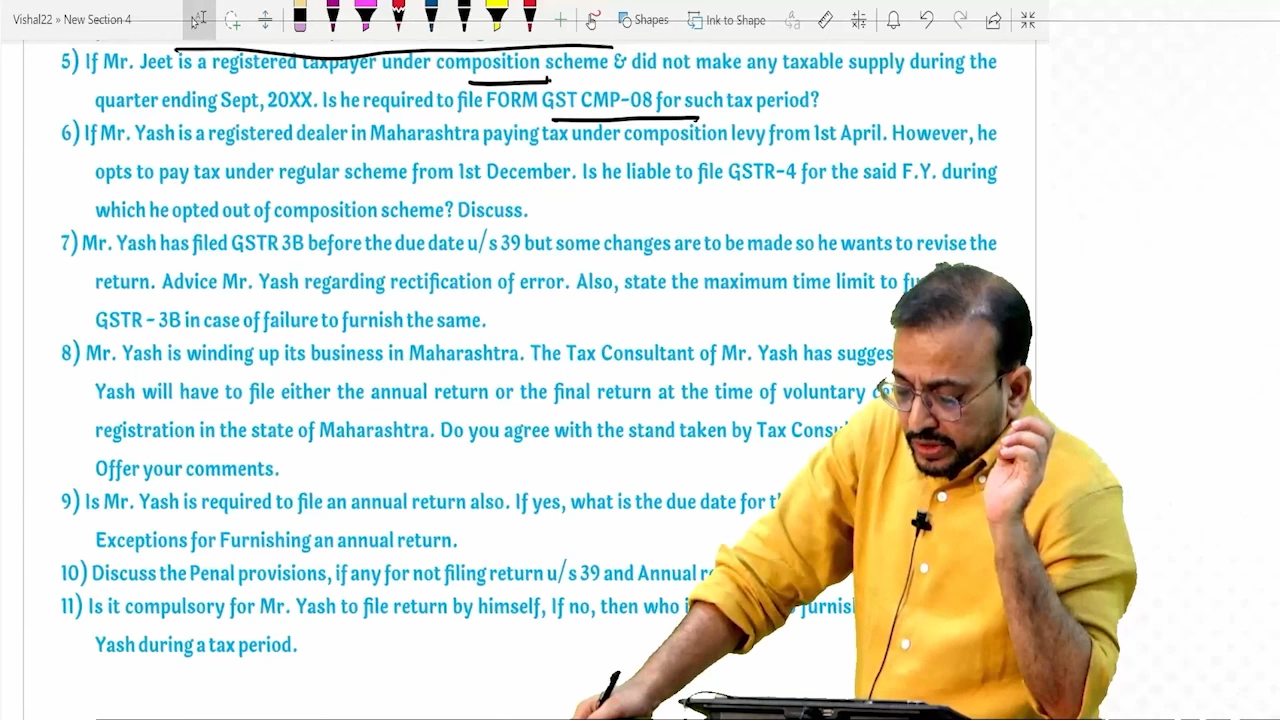 Vishal22 » New Section 4
Shapes
Ink to Shape
5) If Mr. Jeet is a registered taxpayer under composition scheme & did not make any taxable supply during the
quarter ending Sept, 20XX. Is he required to file FORM GST CMP-08 for such tax period?
6) If Mr. Yash is a registered dealer in Maharashtra paying tax under composition levy from 1st April. However, he
opts to pay tax under regular scheme from 1st December. Is he liable to file GSTR-4 for the said F.Y. during
which he opted out of composition scheme? Discuss.
7) Mr. Yash has filed GSTR 3B before the due date u/s 39 but some changes are to be made so he wants to revise the
return. Advice Mr. Yash regarding rectification of error. Also, state the maximum time limit to
GSTR - 3B in case of failure to furnish the same.
8) Mr. Yash is winding up its business in Maharashtra. The Tax Consultant of Mr. Yash has
Yash will have to file either the annual return or the final return at the time of voluntary
registration in the state of Maharashtra. Do you agree with the stand taken by Tax
Offer your comments.
9) Is Mr. Yash is required to file an annual return also. If yes, what is the due date for
Exceptions for Furnishing an annual return.
10) Discuss the Penal provisions, if any for not filing return u/s 39 and Annual
11) Is it compulsory for Mr. Yash to file return by himself, If no, then who
Yash during a tax period.